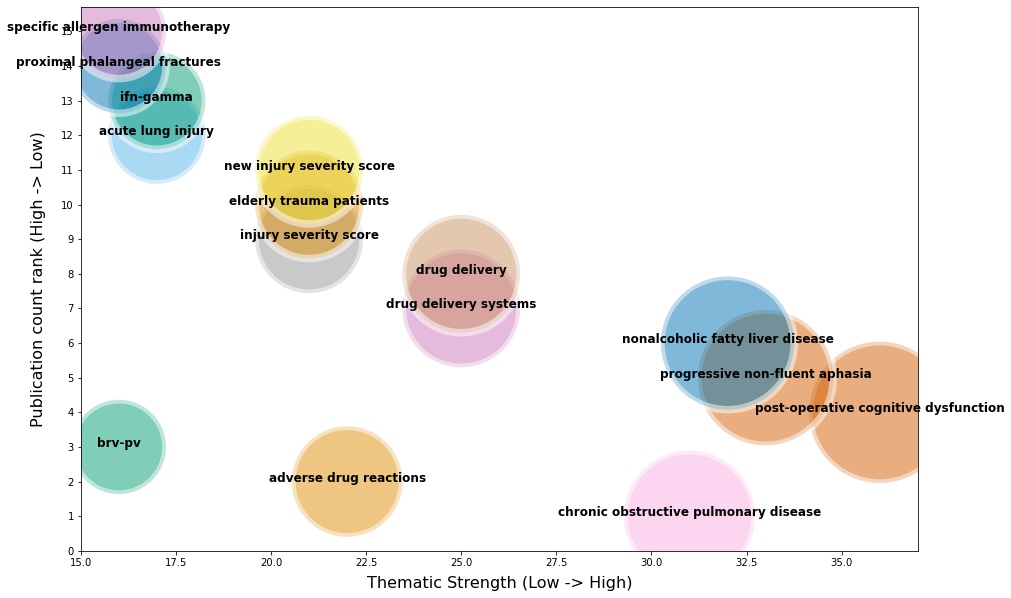 specific allergen immunotherapy
proximal phalangeal fractures
ifn-gamma
acute lung injury
new injury severity score
elderly trauma patients
injury severity score
drug delivery
drug delivery systems
nonalcoholic fatty liver disease
progressive non-fluent aphasia
post-operative cognitive dysfunction
brv-pv
adverse drug reactions
chronic obstructive pulmonary disease
Publication count rank (High -> Low)
15
14
13
12
11
10
9
8
7
6
5
4
3
2
1
0
15.0 17.5 20.0 22.5 25.0 27.5 30.0 32.5 35.0
Thematic Strength (Low -> High)